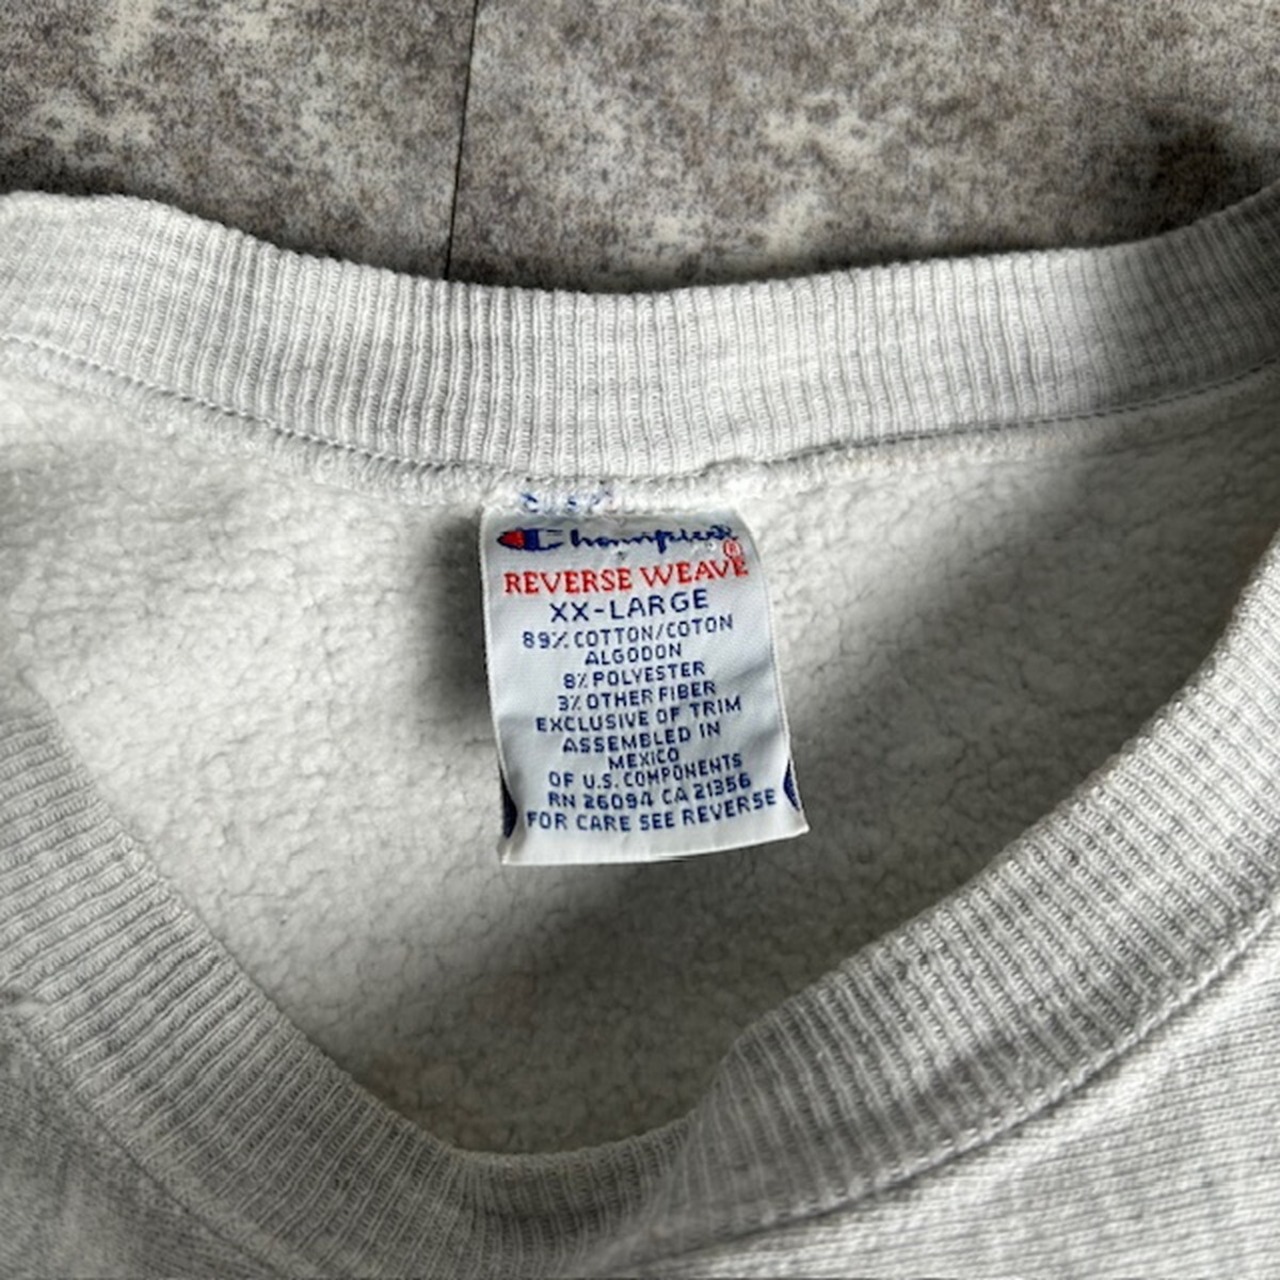 Champion
®
REVERSE WEAVE
XX-LARGE
89% COTTON/COTON
ALGODON
8% POLYESTER
3% OTHER FIBER
EXCLUSIVE OF TRIM
ASSEMBLED IN
MEXICO
OF U.S. COMPONENTS
RN 26094 CA 21356
FOR CARE SEE REVERSE